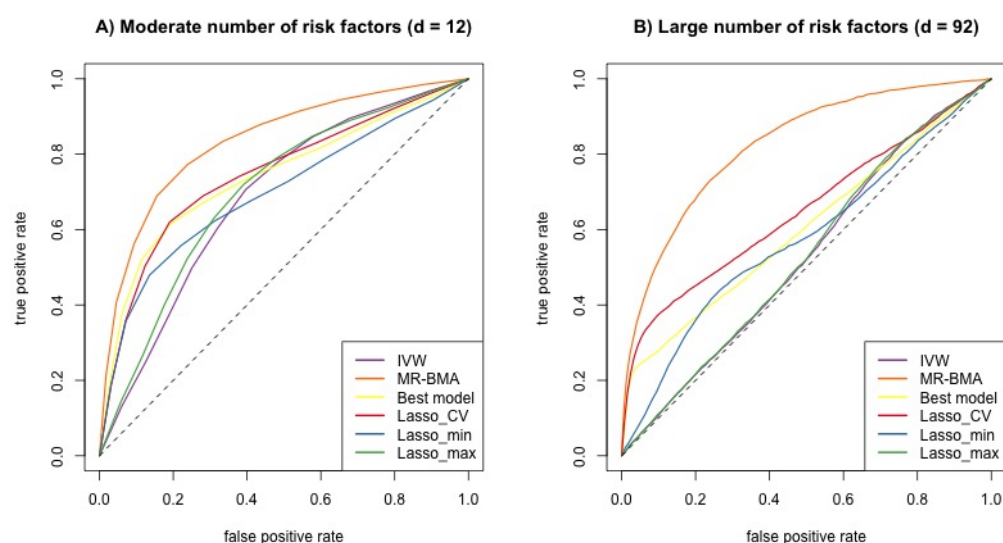 A) Moderate number of risk factors (d = 12)
true positive rate
1.0
0.8
0.6
0.4
0.2
0.0
IVW
MR-BMA
Best model
Lasso_CV
Lasso_min
Lasso_max
0.0 0.2 0.4 0.6 0.8 1.0
false positive rate
B) Large number of risk factors (d = 92)
true positive rate
1.0
0.8
0.6
0.4
0.2
0.0
IVW
MR-BMA
Best model
Lasso_CV
Lasso_min
Lasso_max
0.0 0.2 0.4 0.6 0.8 1.0
false positive rate